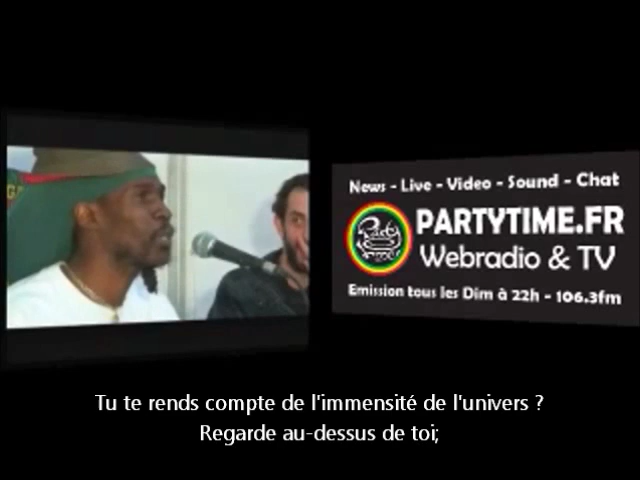 News - Live - Video - Sound - Chat
PARTYTIME.FR
Webradio & TV
Emission tous les Dim à 22h - 106.3fm
Tu te rends compte de l'immensité de l'univers ?
Regarde au-dessus de toi;